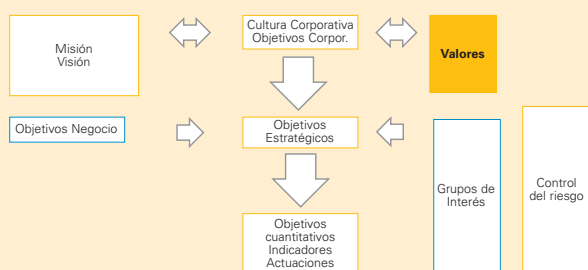 Misión
Visión
Cultura Corporativa
Objetivos Corpor.
Valores
Objetivos Negocio
Objetivos
Estratégicos
Grupos de
Interés
Control
del riesgo
Objetivos
cuantitativos
Indicadores
Actuaciones